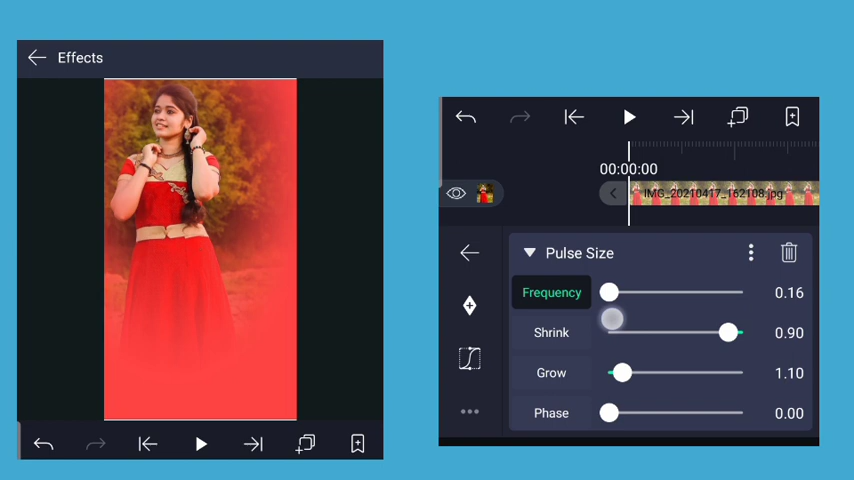 Effects
00:00:00
IMG_20210417_162108.jpg
Pulse Size
Frequency 0.16
Shrink 0.90
Grow 1.10
Phase 0.00